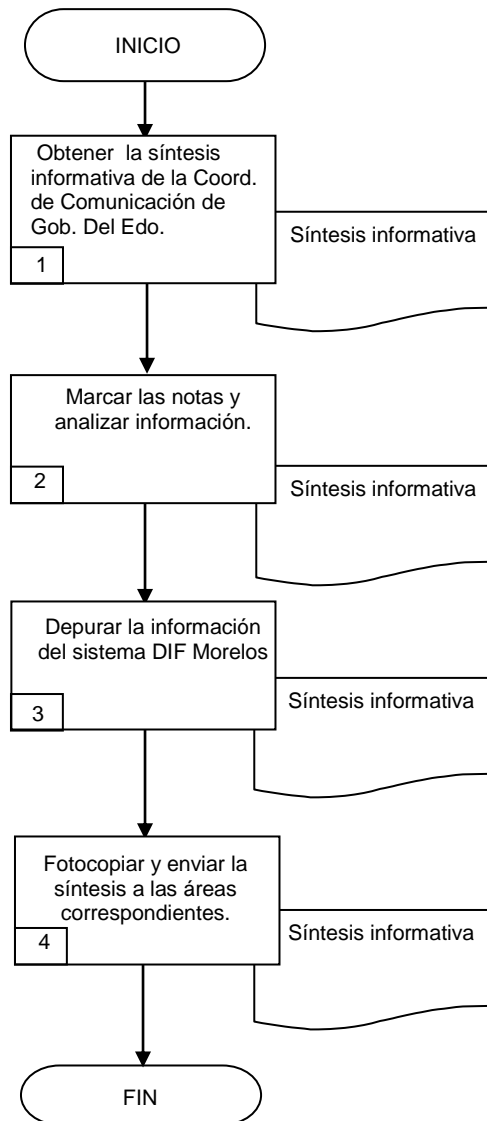 INICIO
Obtener la síntesis
informativa de la Coord.
de Comunicación de
Gob. Del Edo.
1
Síntesis informativa
Marcar las notas y
analizar información.
2
Síntesis informativa
Depurar la información
del sistema DIF Morelos
3
Síntesis informativa
Fotocopiar y enviar la
síntesis a las áreas
correspondientes.
4
Síntesis informativa
FIN